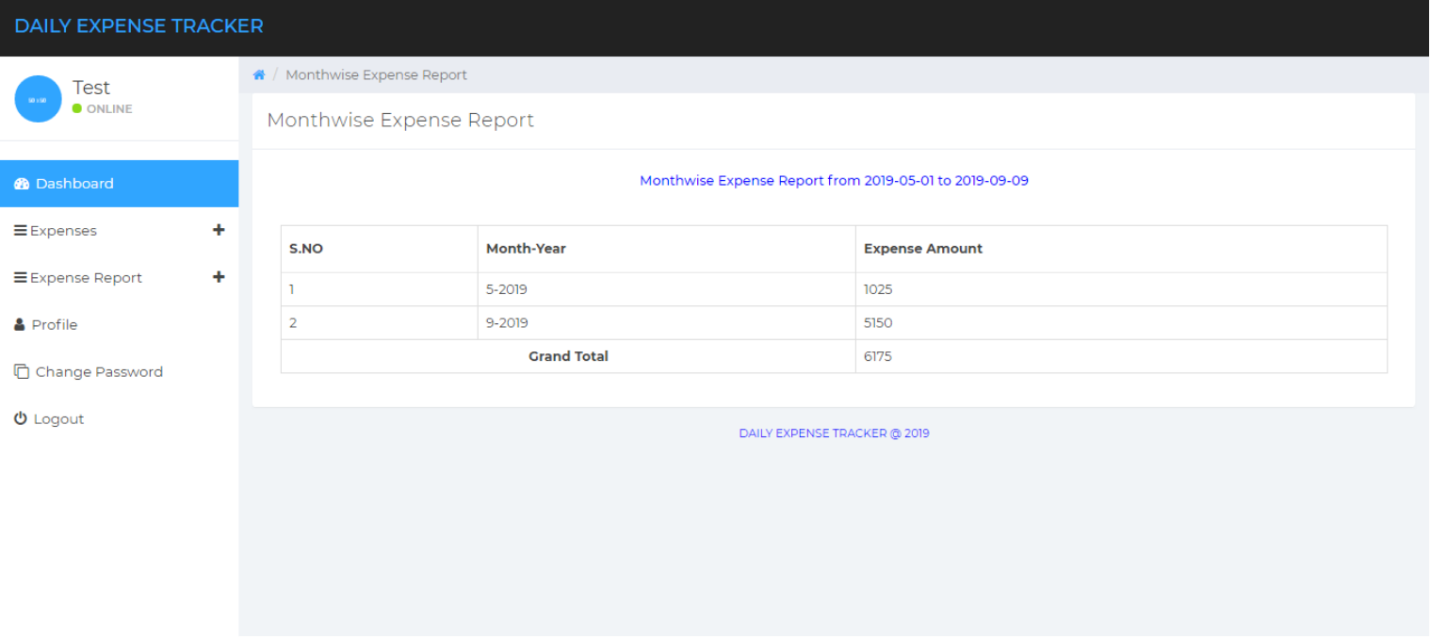 DAILY EXPENSE TRACKER
Test
ONLINE
Dashboard
Expenses
Expense Report
Profile
Change Password
Logout
/ Monthwise Expense Report
Monthwise Expense Report
Monthwise Expense Report from 2019-05-01 to 2019-09-09
S.NO Month-Year Expense Amount
1 5-2019 1025
2 9-2019 5150
Grand Total 6175
DAILY EXPENSE TRACKER @ 2019